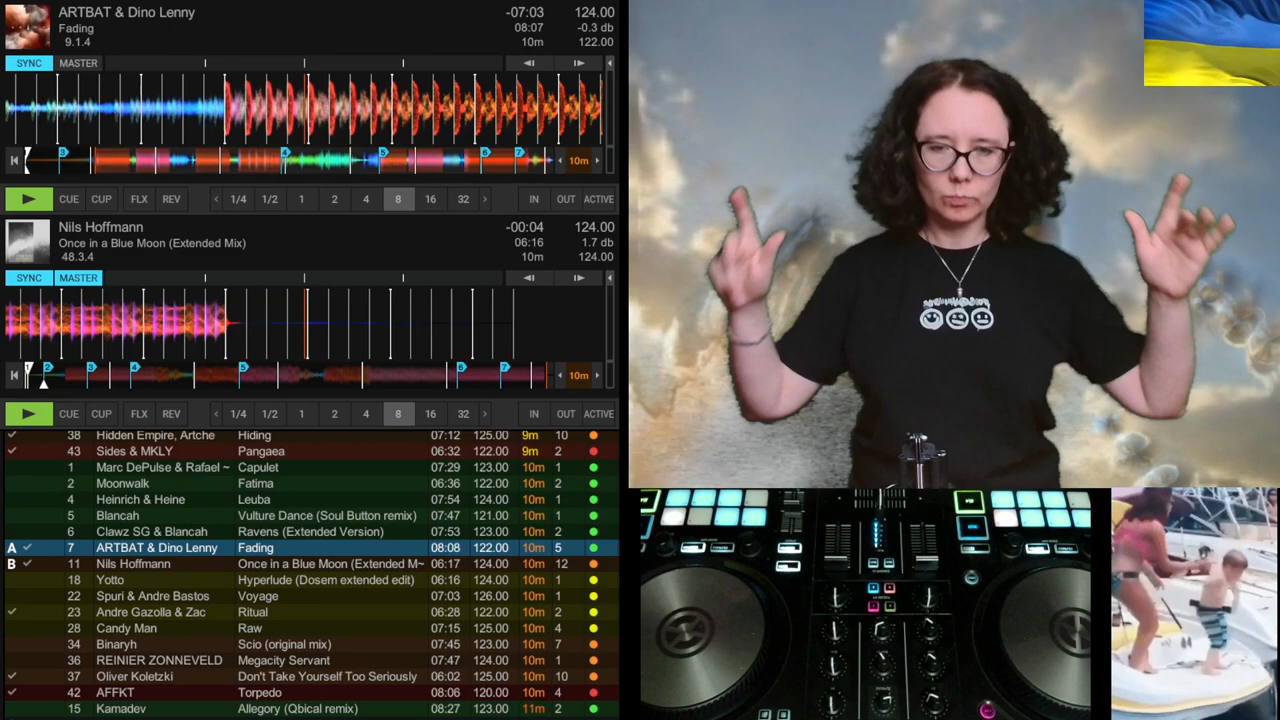 ARTBAT & Dino Lenny -07:03 124.00
Fading 08:07 -0.3 db
9.1.4 10m 122.00
SYNC MASTER
3 4 5 6 7 10m
CUE CUP FLX REV 1/4 1/2 1 2 4 8 16 32 IN OUT ACTIVE
Nils Hoffmann -00:04 124.00
Once in a Blue Moon (Extended Mix) 06:16 1.7 db
48.3.4 10m 124.00
SYNC MASTER
1 2 3 4 5 6 7 10m
CUE CUP FLX REV 1/4 1/2 1 2 4 8 16 32 IN OUT ACTIVE
38 Hidden Empire, Artche Hiding 07:12 125.00 9m 10
43 Sides & MKLY Pangaea 06:32 122.00 9m 2
1 Marc DePulse & Rafael ~ Capulet 07:29 123.00 10m 1
2 Moonwalk Fatima 06:36 122.00 10m 2
4 Heinrich & Heine Leuba 07:54 124.00 10m 1
5 Blancah Vulture Dance (Soul Button remix) 07:47 121.00 10m 1
6 Clawz SG & Blancah Ravens (Extended Version) 07:53 123.00 10m 2
A 7 ARTBAT & Dino Lenny Fading 08:08 122.00 10m 5
B 11 Nils Hoffmann Once in a Blue Moon (Extended M~ 06:17 124.00 10m 12
18 Yotto Hyperlude (Dosem extended edit) 06:16 124.00 10m 1
22 Spuri & Andre Bastos Voyage 07:03 126.00 10m 1
23 Andre Gazolla & Zac Ritual 06:28 122.00 10m 2
28 Candy Man Raw 07:15 125.00 10m 4
34 Binaryh Scio (original mix) 07:45 123.00 10m 7
36 REINIER ZONNEVELD Megacity Servant 07:47 124.00 10m 1
37 Oliver Koletzki Don't Take Yourself Too Seriously 06:02 125.00 10m 10
42 AFFKT Torpedo 08:06 120.00 10m 4
15 Kamadev Allegory (Qbical remix) 08:27 123.00 11m 2